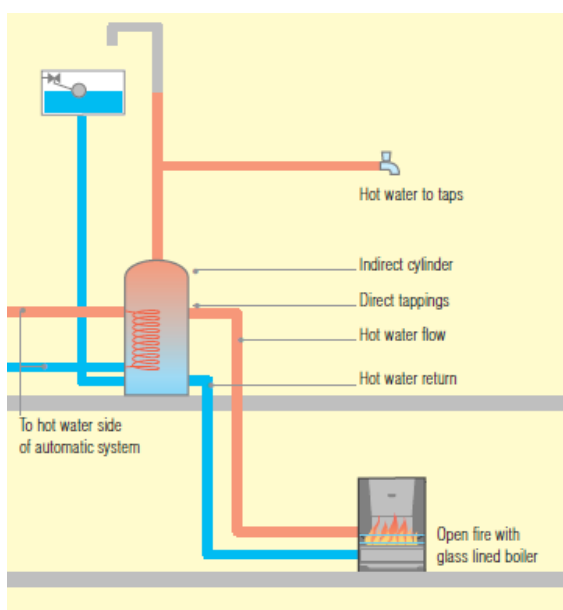 Hot water to taps
Indirect cylinder
Direct tappings
Hot water flow
Hot water return
To hot water side
of automatic system
Open fire with
glass lined boiler